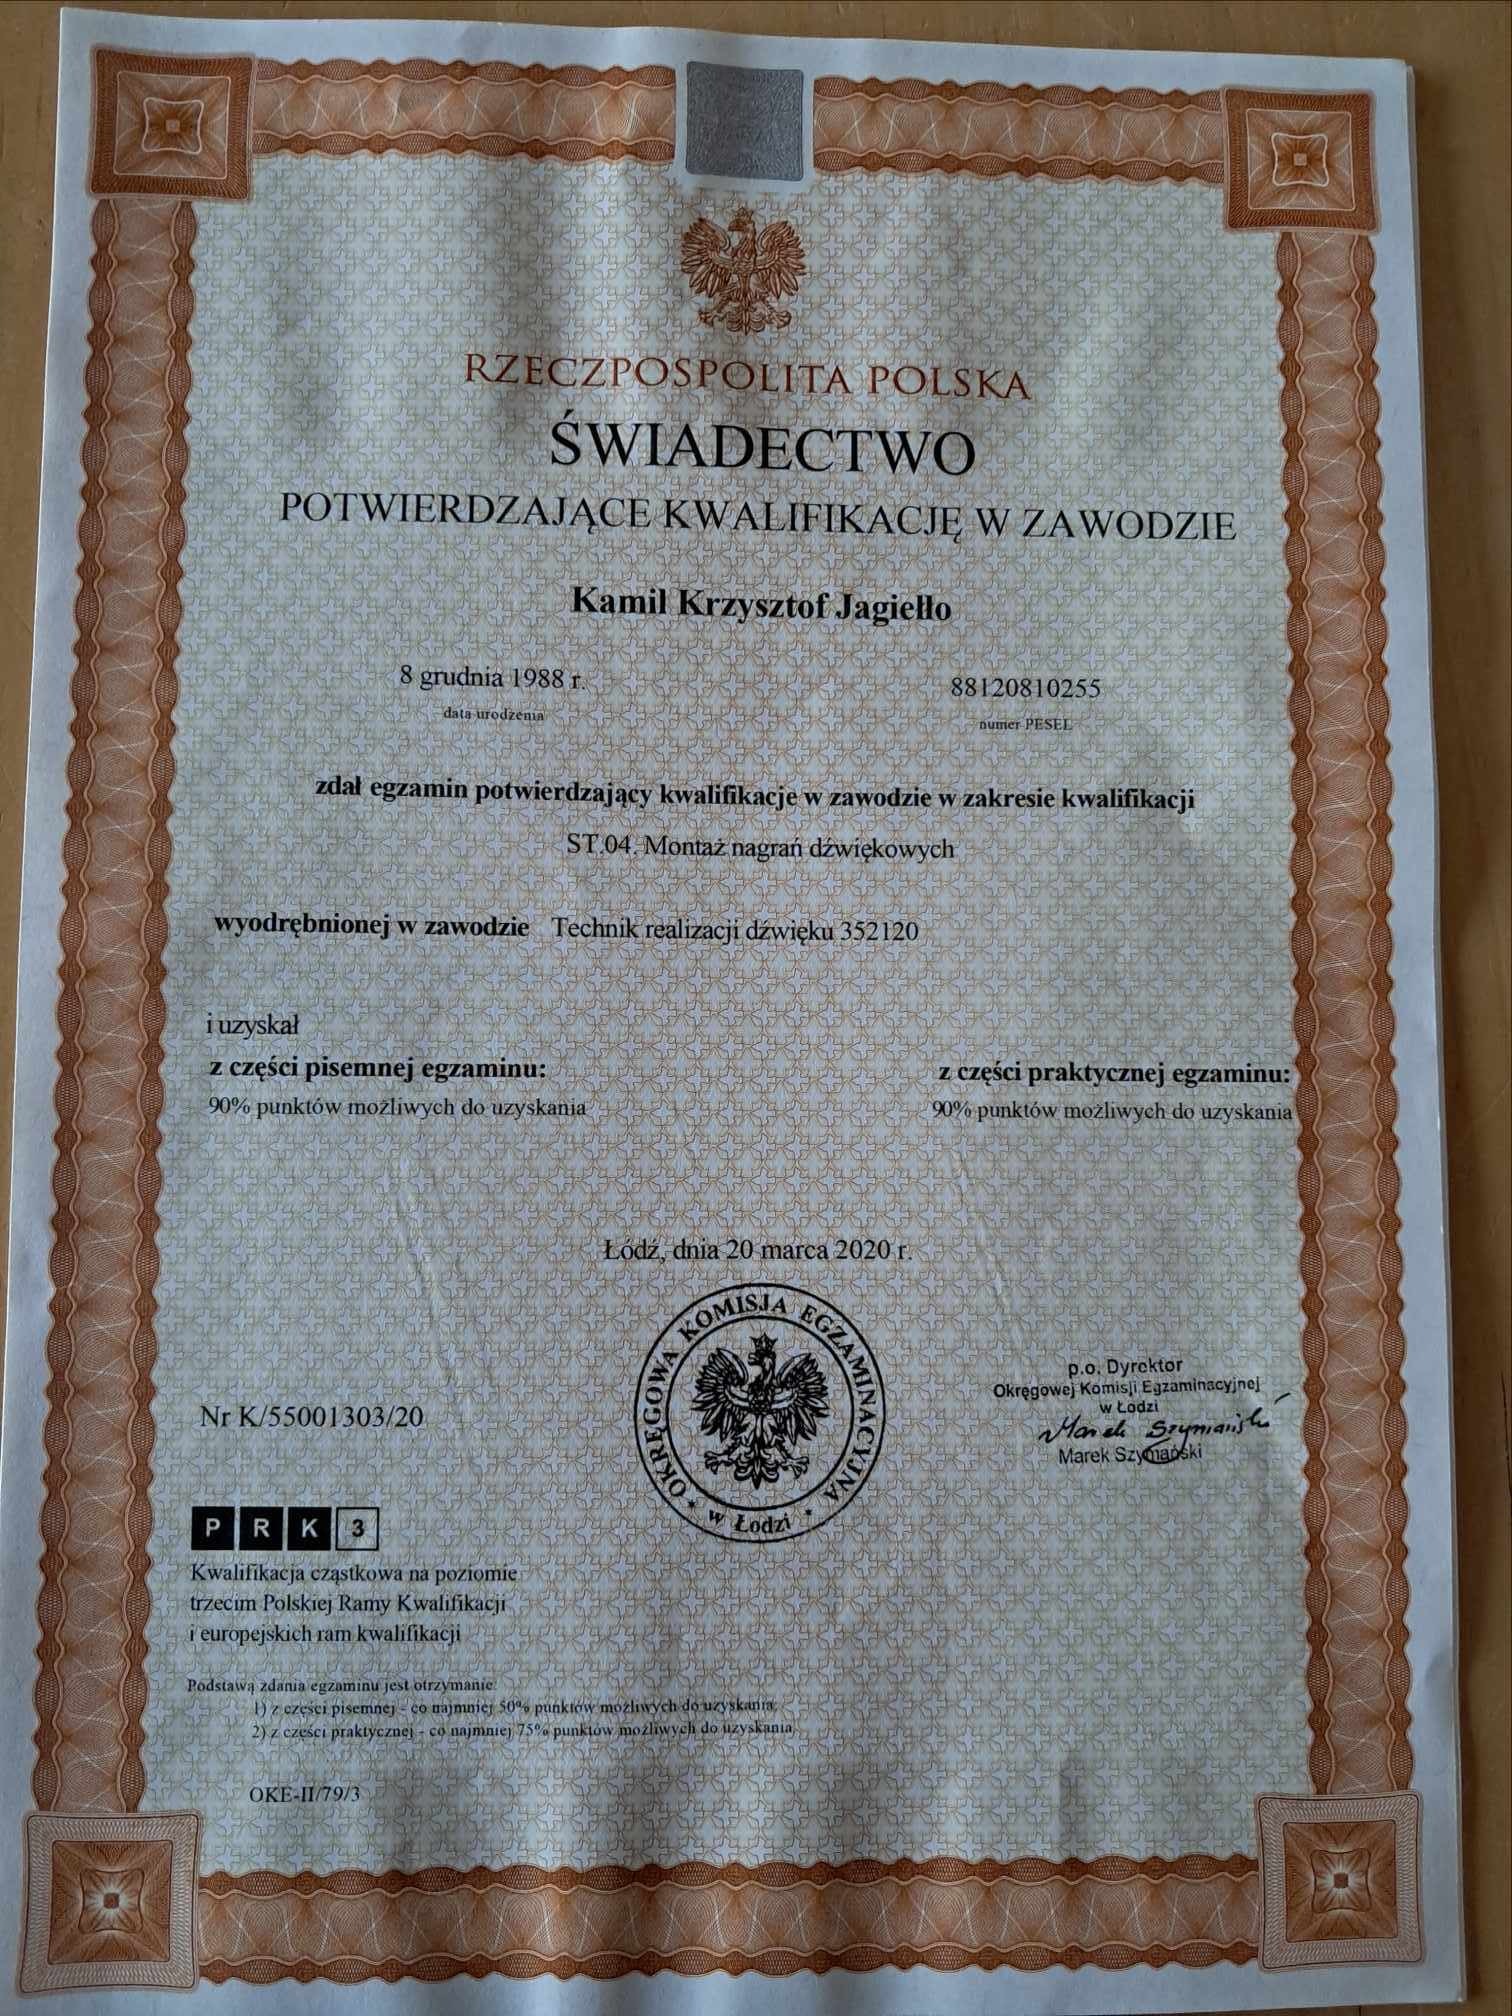 RZECZPOSPOLITA POLSKA
ŚWIADECTWO
POTWIERDZAJĄCE KWALIFIKACJĘ W ZAWODZIE
Kamil Krzysztof Jagiełło
8 grudnia 1988 r. 88120810255
data urodzenia numer PESEL
zdał egzamin potwierdzający kwalifikacje w zawodzie w zakresie kwalifikacji
ST.04. Montaż nagrań dźwiękowych
wyodrębnionej w zawodzie Technik realizacji dźwięku 352120
i uzyskał
z części pisemnej egzaminu: z części praktycznej egzaminu:
90% punktów możliwych do uzyskania 90% punktów możliwych do uzyskania
Łódź, dnia 20 marca 2020 r.
OKRĘGOWA KOMISJA EGZAMINACYJNA
* w Łodzi *
p.o. Dyrektor
Okręgowej Komisji Egzaminacyjnej
w Łodzi
Marek Szymański
Marek Szymański
Nr K/55001303/20
P R K 3
Kwalifikacja cząstkowa na poziomie
trzecim Polskiej Ramy Kwalifikacji
i europejskich ram kwalifikacji
Podstawą zdania egzaminu jest otrzymanie:
1) z części pisemnej - co najmniej 50% punktów możliwych do uzyskania;
2) z części praktycznej - co najmniej 75% punktów możliwych do uzyskania.
OKE-II/79/3